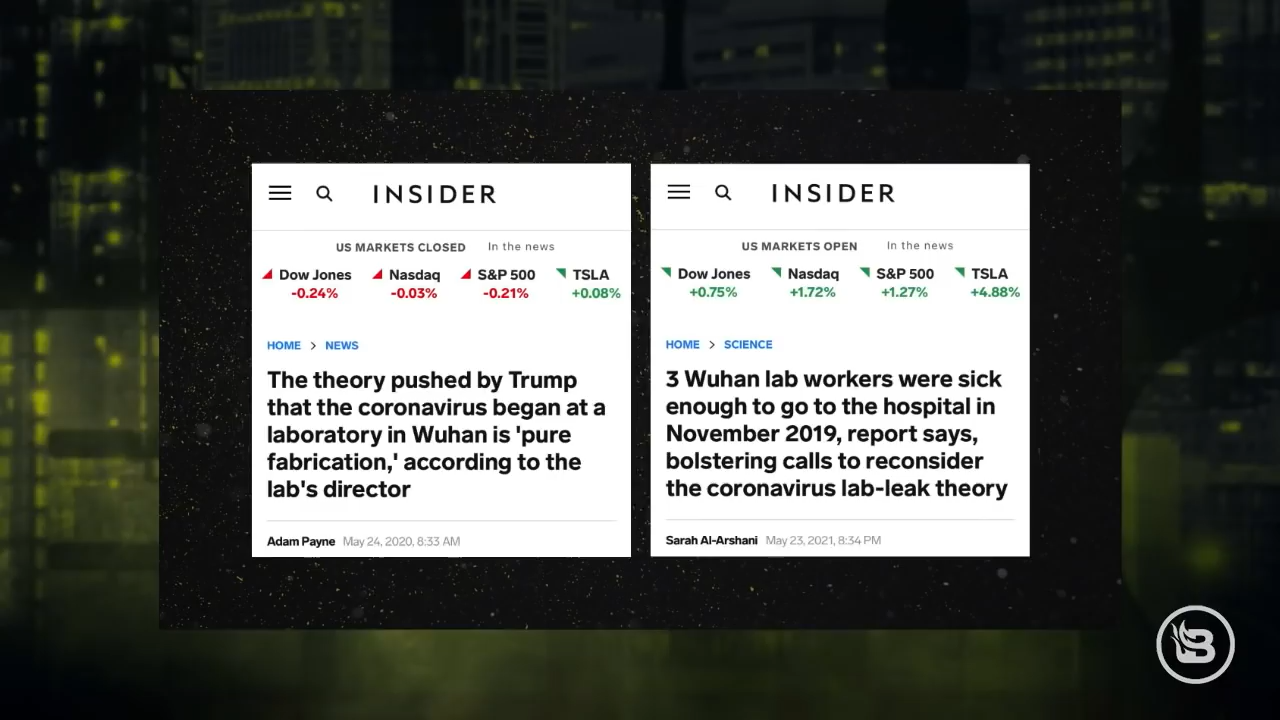 INSIDER
US MARKETS CLOSED In the news
Dow Jones Nasdaq S&P 500 TSLA
-0.24% -0.03% -0.21% +0.08%
HOME > NEWS
The theory pushed by Trump
that the coronavirus began at a
laboratory in Wuhan is 'pure
fabrication,' according to the
lab's director
Adam Payne May 24, 2020, 8:33 AM
INSIDER
US MARKETS OPEN In the news
Dow Jones Nasdaq S&P 500 TSLA
+0.75% +1.72% +1.27% +4.88%
HOME > SCIENCE
3 Wuhan lab workers were sick
enough to go to the hospital in
November 2019, report says,
bolstering calls to reconsider
the coronavirus lab-leak theory
Sarah Al-Arshani May 23, 2021, 8:34 PM
B